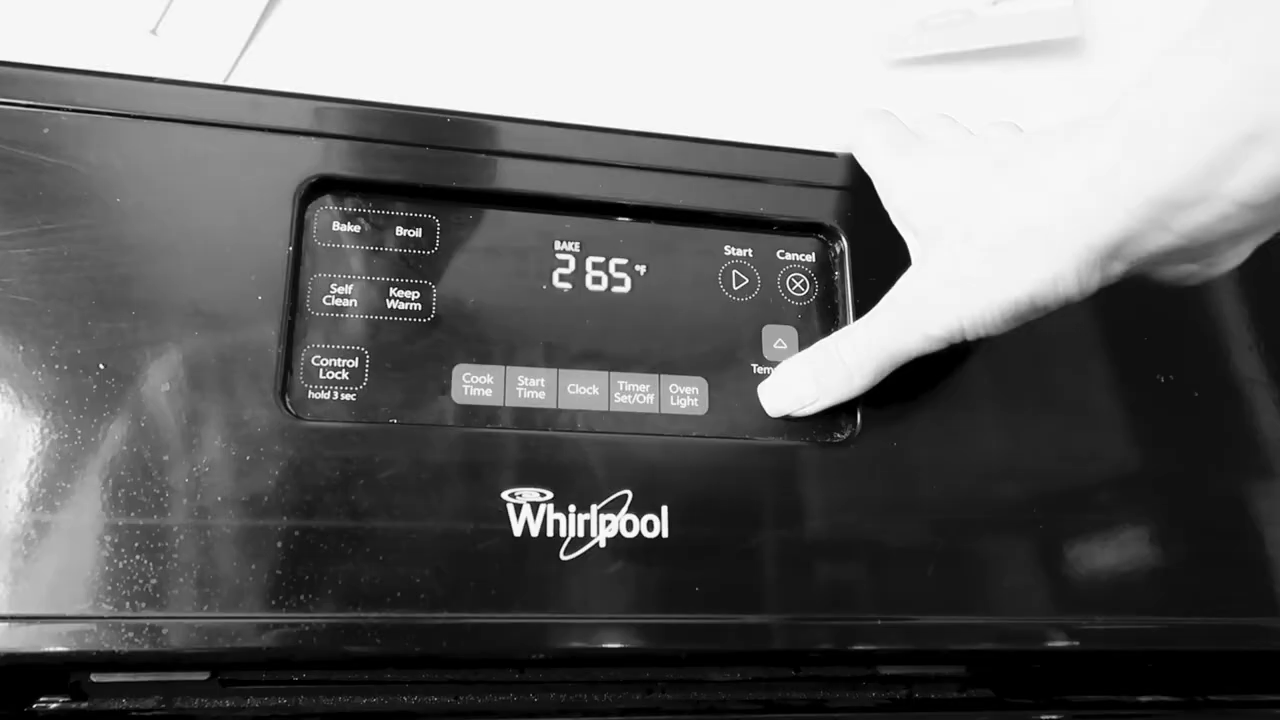 Bake Broil
Self Clean Keep Warm
Control Lock
hold 3 sec
BAKE
265°F
Start Cancel
Cook Time Start Time Clock Timer Set/Off Oven Light
Whirlpool